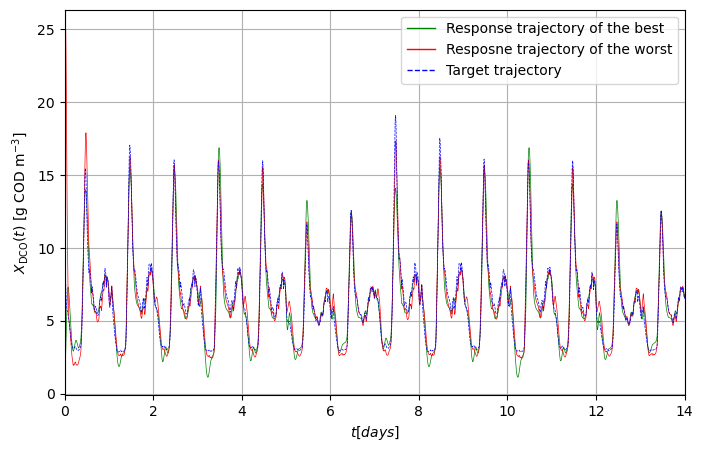 Response trajectory of the best
Resposne trajectory of the worst
Target trajectory
X_DCO(t) [g COD m⁻³]
25
20
15
10
5
0
0 2 4 6 8 10 12 14
t[days]